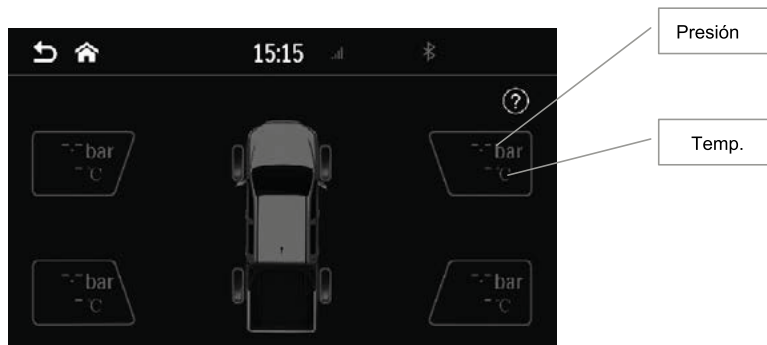 Presión
15:15
?
-.- bar
- °C
-.- bar
- °C
Temp.
-.- bar
- °C
-.- bar
- °C